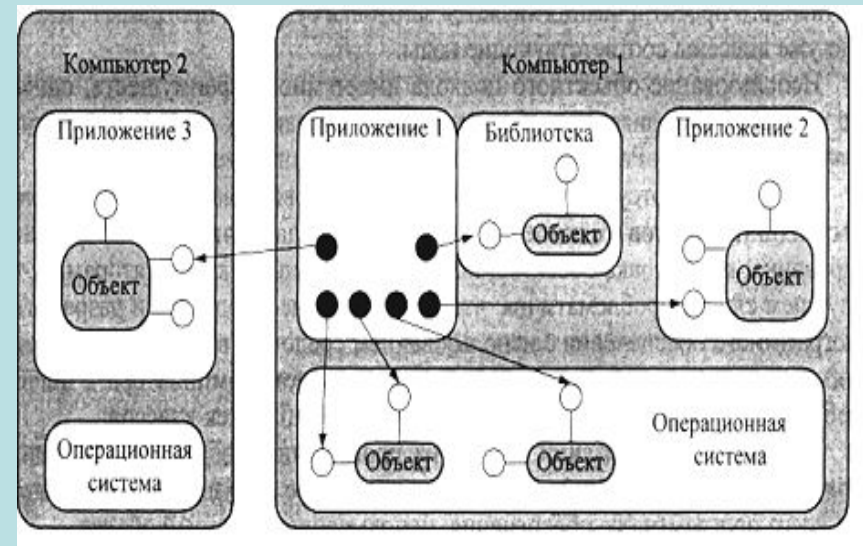 Компьютер 2
Приложение 3
Объект
Операционная
система
Компьютер 1
Приложение 1
Библиотека
Объект
Приложение 2
Объект
Объект
Объект
Операционная
система